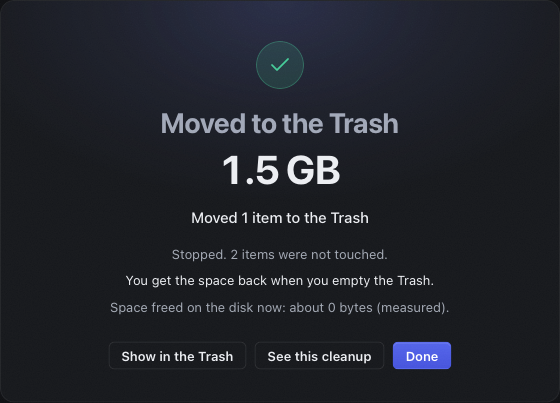 Moved to the Trash
1.5 GB
Moved 1 item to the Trash
Stopped. 2 items were not touched.
You get the space back when you empty the Trash.
Space freed on the disk now: about 0 bytes (measured).
Show in the Trash
See this cleanup
Done